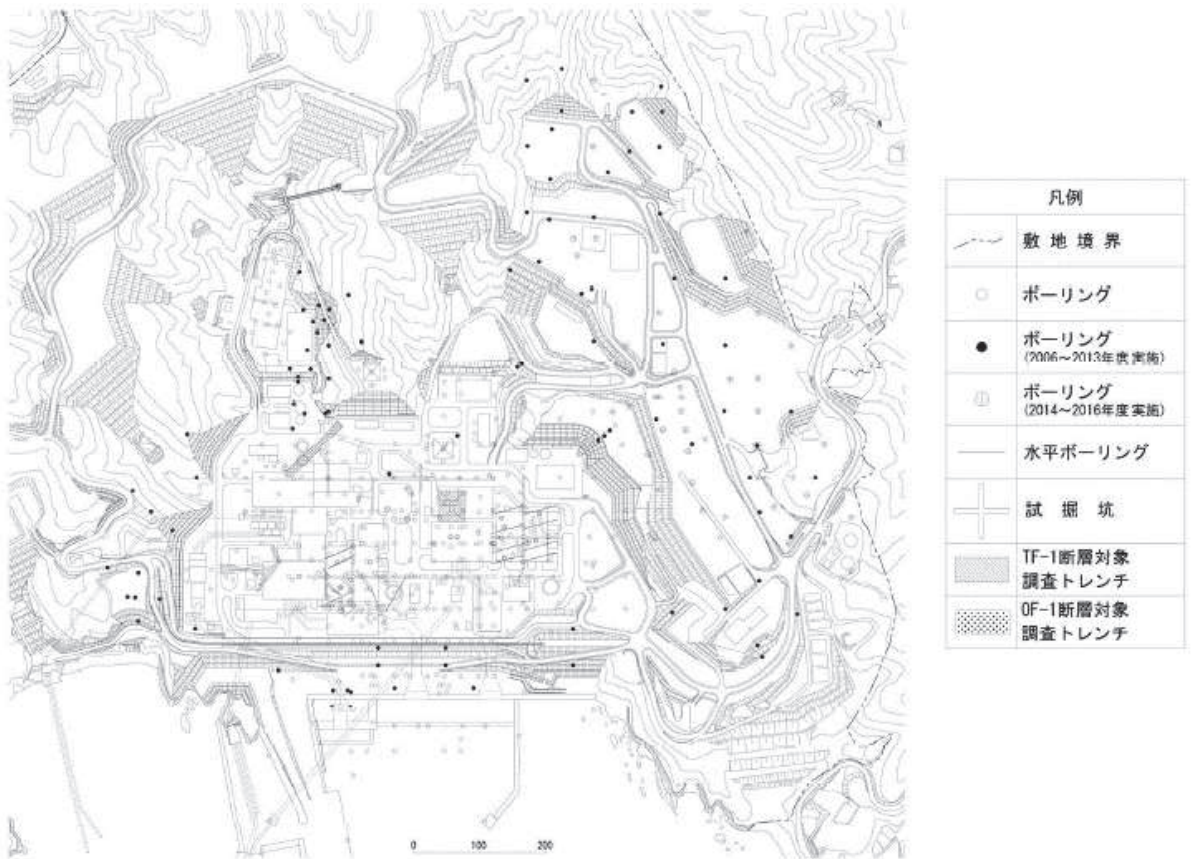 凡例
敷地境界
ボーリング
ボーリング
(2006～2013年度実施)
ボーリング
(2014～2016年度実施)
水平ボーリング
試掘坑
TF-1断層対象
調査トレンチ
OF-1断層対象
調査トレンチ
0 100 200